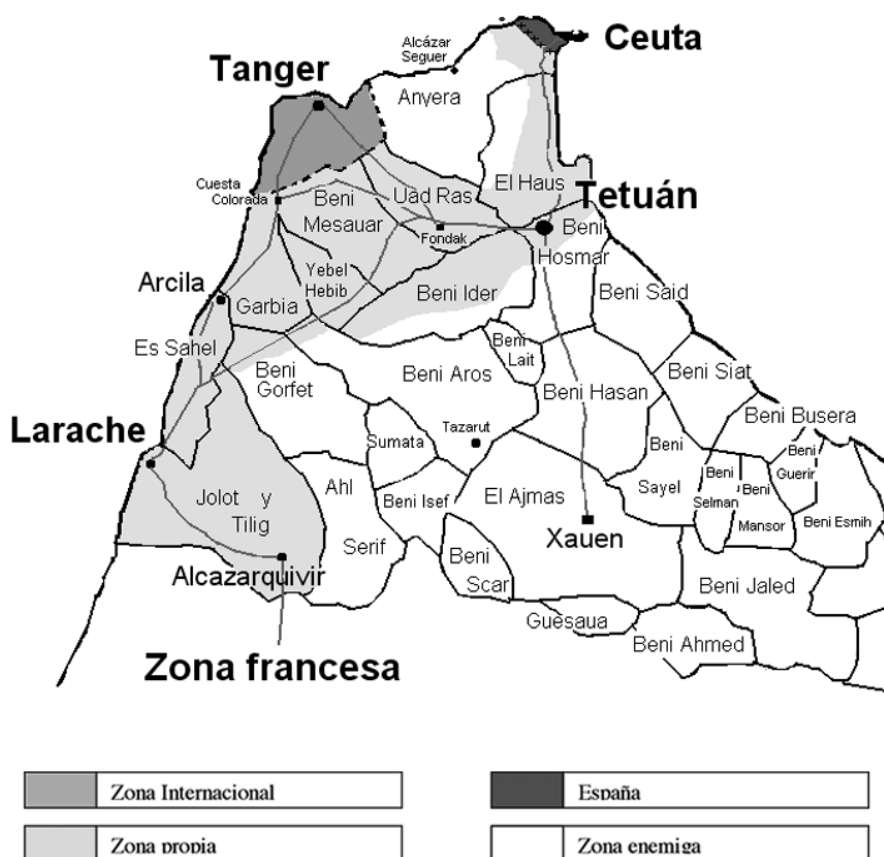 Ceuta
Alcázar
Seguer
Tanger
Anyera
Cuesta
Colorada
Beni
Mesauar
Uad Ras
El Haus
Tetuán
Fondak
Beni
Hosmar
Yebel
Hebib
Arcila
Garbia
Beni Ider
Beni Said
Es Sahel
Beni
Gorfet
Beni Aros
Beni
Lait
Beni Hasan
Beni Siat
Beni Busera
Larache
Sumata
Tazarut
Beni
Sayel
Beni
Selman
Beni
Mansor
Beni
Guerir
Beni Esmih
Jolot y
Tilig
Ahl
Serif
Beni Isef
El Ajmas
Xauen
Alcazarquivir
Beni
Scar
Beni Jaled
Guesaua
Beni Ahmed
Zona francesa
Zona Internacional
España
Zona propia
Zona enemiga